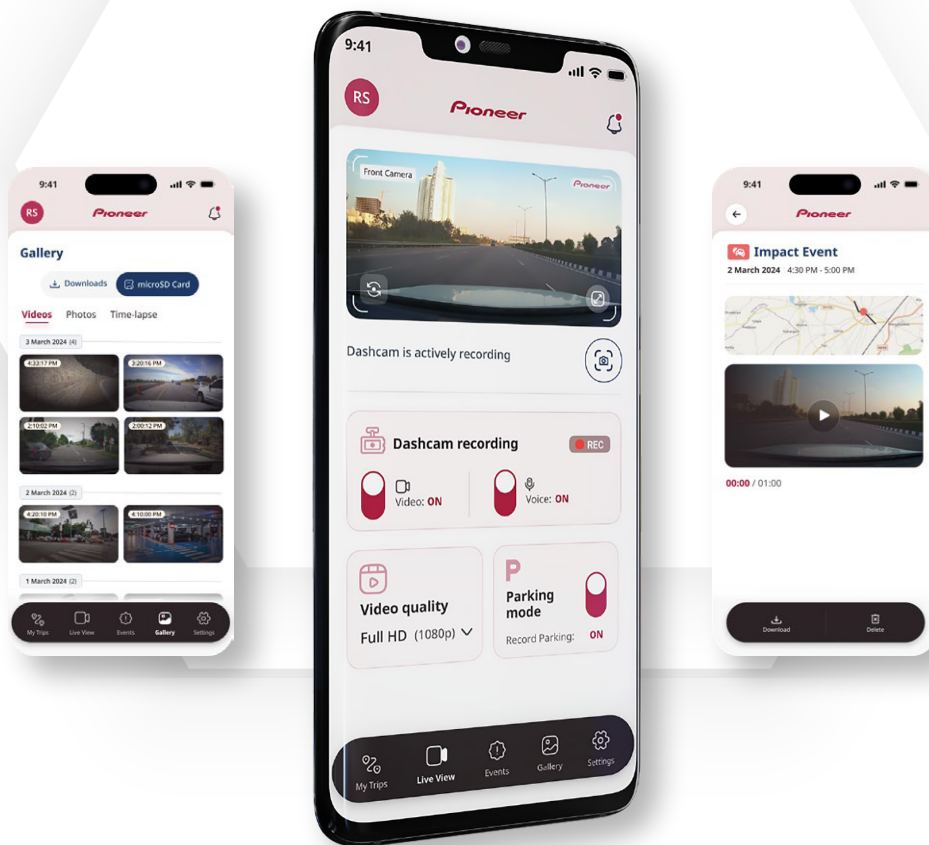 9:41
RS
Pioneer
Gallery
Downloads
microSD Card
Videos Photos Time-lapse
3 March 2024 (4)
4:33:17 PM
3:20:16 PM
2:10:02 PM
2:00:12 PM
2 March 2024 (2)
4:20:10 PM
4:10:00 PM
1 March 2024 (2)
My Trips
Live View
Events
Gallery
Settings
9:41
RS
Pioneer
Front Camera
Pioneer
Dashcam is actively recording
Dashcam recording
REC
Video: ON
Voice: ON
Video quality
Full HD (1080p)
P
Parking
mode
Record Parking: ON
My Trips
Live View
Events
Gallery
Settings
9:41
Pioneer
Impact Event
2 March 2024 4:30 PM - 5:00 PM
00:00 / 01:00
Download
Delete